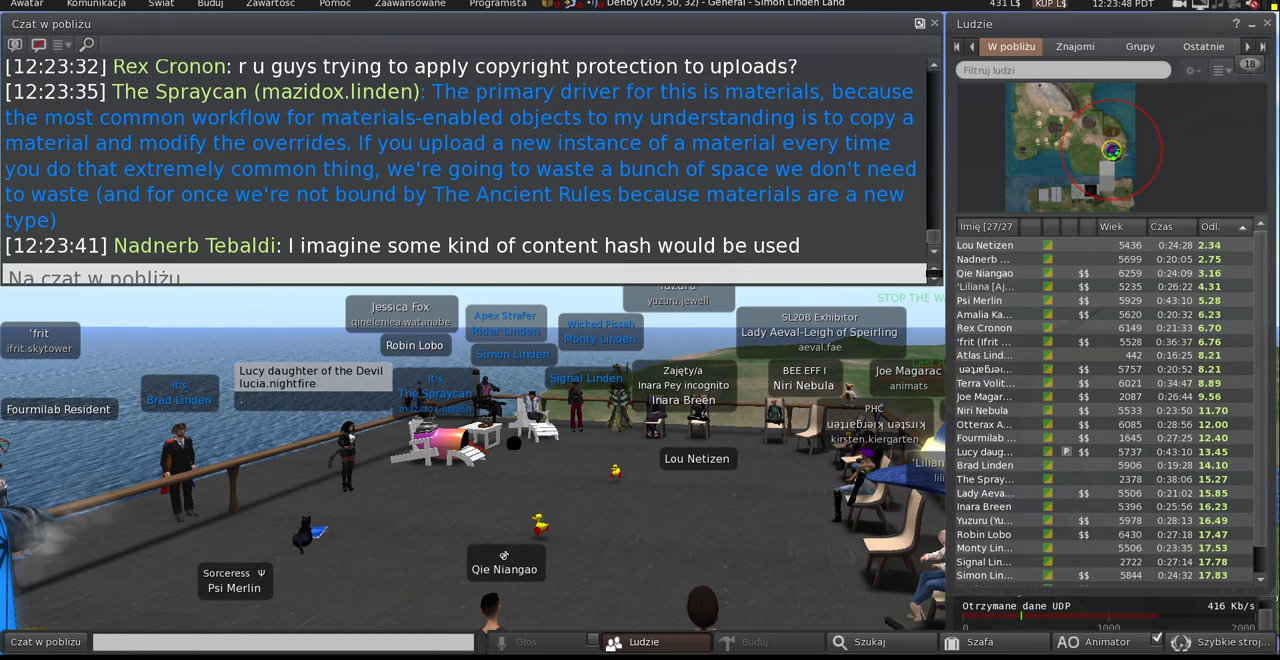 Awatar Komunikacja Świat Buduj Zawartość Pomoc Zaawansowane Programista Denby (209, 50, 32) - General - Simon Linden Land 431 L$ KUP L$ 12:23:48 PDT
Czat w pobliżu
[12:23:32] Rex Cronon: r u guys trying to apply copyright protection to uploads?
[12:23:35] The Spraycan (mazidox.linden): The primary driver for this is materials, because
the most common workflow for materials-enabled objects to my understanding is to copy a
material and modify the overrides. If you upload a new instance of a material every time
you do that extremely common thing, we're going to waste a bunch of space we don't need
to waste (and for once we're not bound by The Ancient Rules because materials are a new
type)
[12:23:41] Nadnerb Tebaldi: I imagine some kind of content hash would be used
Na czat w pobliżu
Yuzuru
yuzuru.jewell
STOP THE WA
Jessica Fox
qinelenlea.watanabe
Robin Lobo
Apex Strafer
Rider Linden
Simon Linden
Wicked Pissah
Monty Linden
Signal Linden
SL20B Exhibitor
Lady Aeval-Leigh of Speirling
aeval.fae
'frit
ifrit.skytower
Fourmilab Resident
It's
Brad Linden
Lucy daughter of the Devil
lucia.nightfire
.
It's
The Spraycan
mazidox.linden
Zajęty/a
Inara Pey incognito
Inara Breen
BEE EFF I
Niri Nebula
Joe Magarac
animats
PHC
kirsten.kiergarten
Lou Netizen
'Lilian
lili
Qie Niangao
Sorceress Ψ
Psi Merlin
Ludzie
? _ ×
W pobliżu Znajomi Grupy Ostatnie
Filtruj ludzi
18
Imię [27/27 Wiek Czas Odl.
Lou Netizen 5436 0:24:28 2.34
Nadnerb ... 5699 0:20:05 2.75
Qie Niangao $$ 6259 0:24:09 3.16
'Liliana [Aj... $$ 5235 0:26:22 4.31
Psi Merlin $$ 5929 0:43:10 5.28
Amalia Ka... $$ 5620 0:20:32 6.23
Rex Cronon 6149 0:21:33 6.70
'frit (Ifrit ... $$ 5528 0:36:37 6.76
Atlas Lind... 442 0:16:25 8.21
$$ 5757 0:20:52 8.21
Terra Volit... $$ 6021 0:34:47 8.89
Joe Magar... $$ 2087 0:26:44 9.56
Niri Nebula $$ 5533 0:23:50 11.70
Otterax A... $$ 6085 0:28:56 12.00
Fourmilab ... $$ 1645 0:27:25 12.40
Lucy daug... P $$ 5737 0:43:10 13.45
Brad Linden 5906 0:19:28 14.10
The Spray... 2378 0:38:06 15.27
Lady Aeva... $$ 5506 0:21:02 15.85
Inara Breen 5396 0:25:56 16.23
Yuzuru (Yu... $$ 5978 0:28:13 16.49
Robin Lobo $$ 6430 0:27:18 17.47
Monty Lin... 5506 0:23:35 17.53
Signal Lin... 2722 0:27:14 17.78
Simon Lin... $$ 5844 0:24:32 17.83
Otrzymane dane UDP 416 Kb/s
0 1000 2000
Czat w pobliżu Głos Ludzie Buduj Szukaj Szafa AO Animator Szybkie stroj...